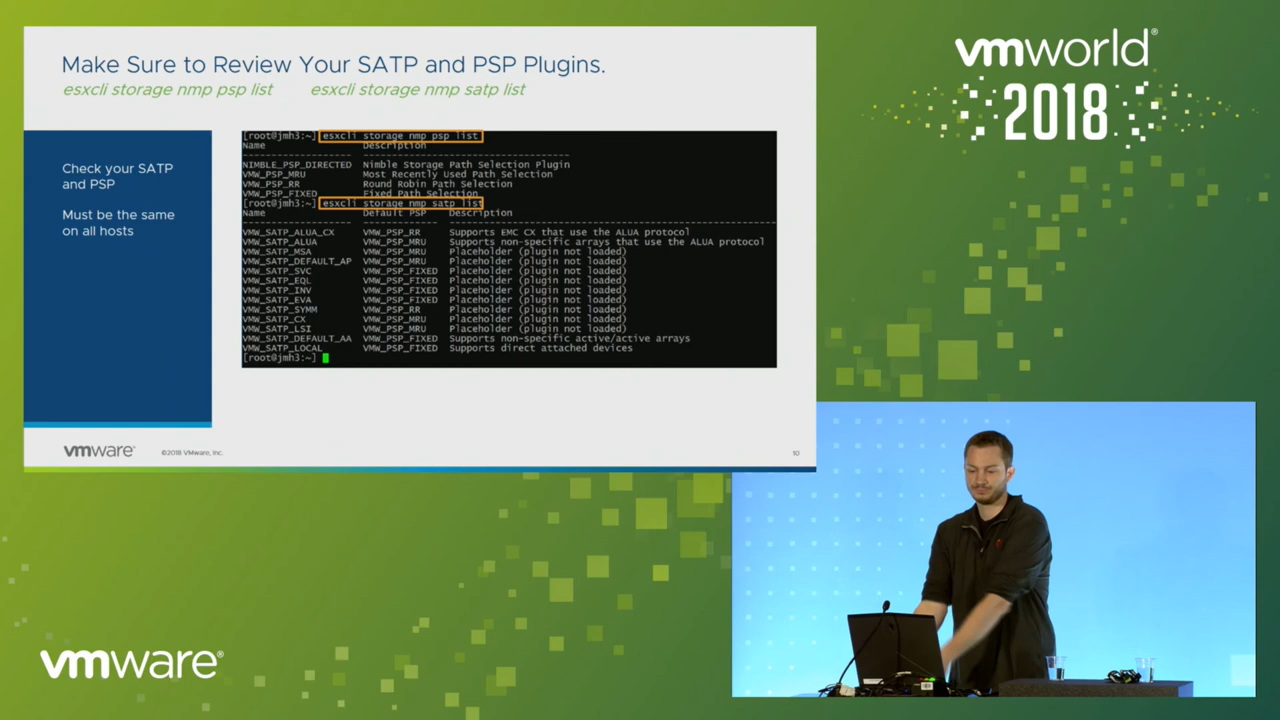 Make Sure to Review Your SATP and PSP Plugins.
esxcli storage nmp psp list esxcli storage nmp satp list
Check your SATP
and PSP
Must be the same
on all hosts
[root@jmh3:~] esxcli storage nmp psp list
Name Description
NIMBLE_PSP_DIRECTED Nimble Storage Path Selection Plugin
VMW_PSP_MRU Most Recently Used Path Selection
VMW_PSP_RR Round Robin Path Selection
VMW_PSP_FIXED Fixed Path Selection
[root@jmh3:~] esxcli storage nmp satp list
Name Default PSP Description
VMW_SATP_ALUA_CX VMW_PSP_RR Supports EMC CX that use the ALUA protocol
VMW_SATP_ALUA VMW_PSP_MRU Supports non-specific arrays that use the ALUA protocol
VMW_SATP_MSA VMW_PSP_MRU Placeholder (plugin not loaded)
VMW_SATP_DEFAULT_AP VMW_PSP_MRU Placeholder (plugin not loaded)
VMW_SATP_SVC VMW_PSP_FIXED Placeholder (plugin not loaded)
VMW_SATP_EQL VMW_PSP_FIXED Placeholder (plugin not loaded)
VMW_SATP_INV VMW_PSP_FIXED Placeholder (plugin not loaded)
VMW_SATP_EVA VMW_PSP_FIXED Placeholder (plugin not loaded)
VMW_SATP_SYMM VMW_PSP_RR Placeholder (plugin not loaded)
VMW_SATP_CX VMW_PSP_MRU Placeholder (plugin not loaded)
VMW_SATP_LSI VMW_PSP_MRU Placeholder (plugin not loaded)
VMW_SATP_DEFAULT_AA VMW_PSP_FIXED Supports non-specific active/active arrays
VMW_SATP_LOCAL VMW_PSP_FIXED Supports direct attached devices
[root@jmh3:~]
vmware® ©2018 VMware, Inc. 10
vmworld®
2018
vmware®